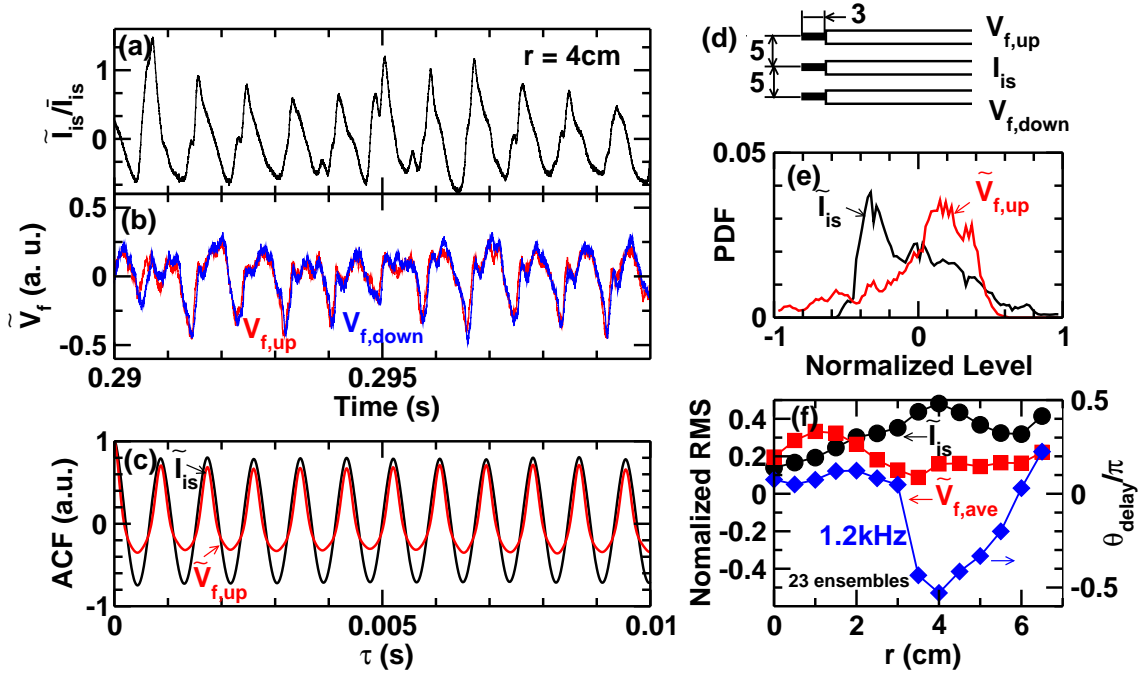 (a)
r = 4cm
1
0
Ĩis/Īis
(b)
0.5
0
-0.5
Ṽf (a. u.)
Vf,up
Vf,down
0.29
0.295
Time (s)
(c)
1
0
-1
ACF (a.u.)
Ĩis
Ṽf,up
0
0.005
0.01
τ (s)
(d)
3
5
5
Vf,up
Iis
Vf,down
(e)
0.05
0
PDF
Ĩis
Ṽf,up
-1
0
1
Normalized Level
(f)
0.4
0.2
0
-0.2
-0.4
Nomalized RMS
Ĩis
Ṽf,ave
1.2kHz
23 ensembles
0.5
0
-0.5
θdelay/π
0
2
4
6
r (cm)